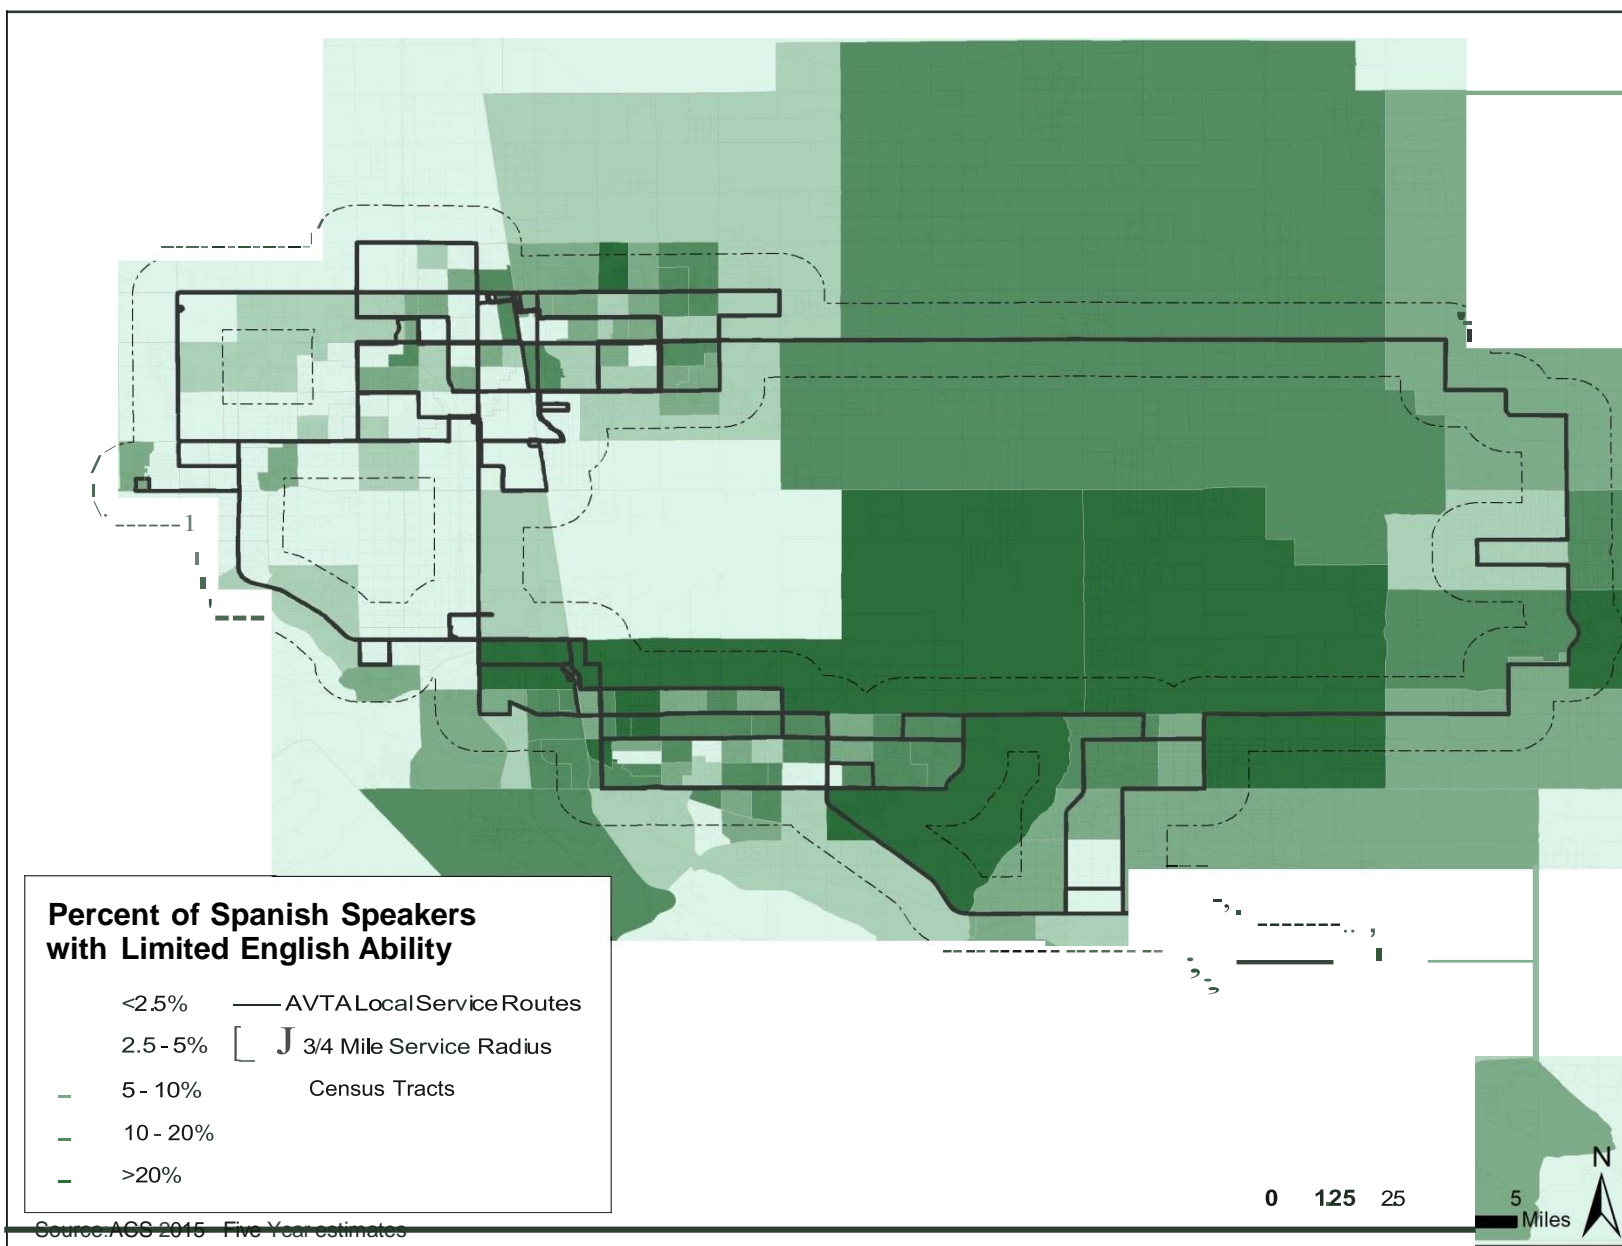 Percent of Spanish Speakers
with Limited English Ability
<2.5%
AVTA Local Service Routes
2.5 - 5%
[ J 3/4 Mile Service Radius
5 - 10%
Census Tracts
10 - 20%
>20%
Source: ACS 2015 Five Year estimates
0 1.25 2.5 5
Miles
N